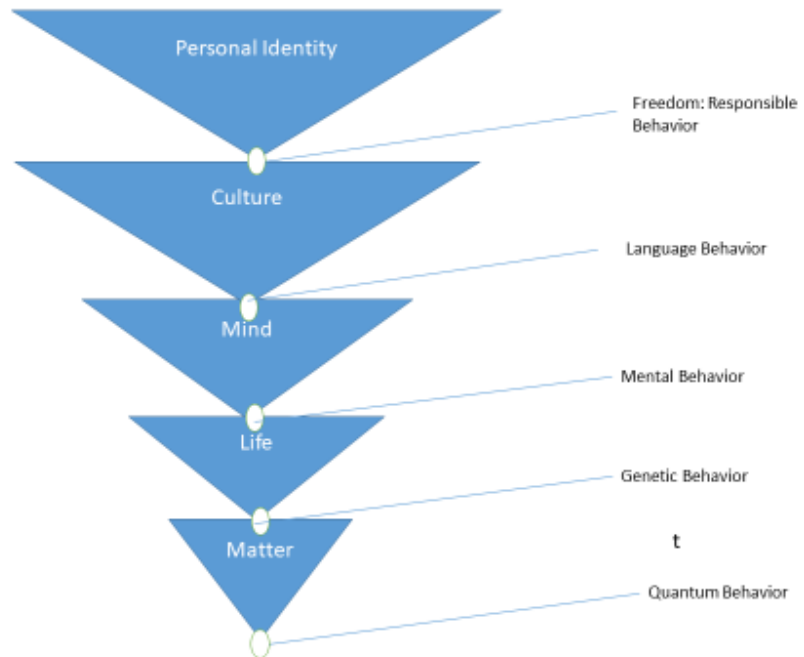 Personal Identity
Freedom: Responsible
Behavior
Culture
Language Behavior
Mind
Mental Behavior
Life
Genetic Behavior
Matter
t
Quantum Behavior